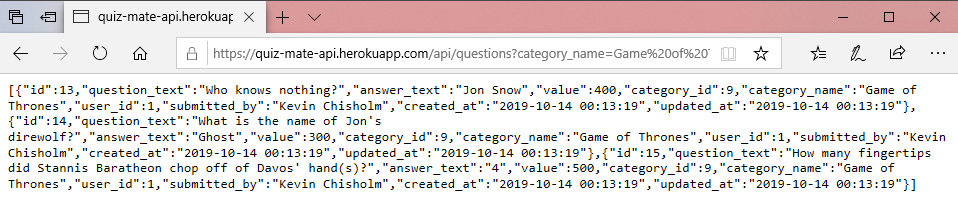 quiz-mate-api.herokuap
https://quiz-mate-api.herokuapp.com/api/questions?category_name=Game%20of%20
[{"id":13,"question_text":"Who knows nothing?","answer_text":"Jon Snow","value":400,"category_id":9,"category_name":"Game of
Thrones","user_id":1,"submitted_by":"Kevin Chisholm","created_at":"2019-10-14 00:13:19","updated_at":"2019-10-14 00:13:19"},
{"id":14,"question_text":"What is the name of Jon's
direwolf?","answer_text":"Ghost","value":300,"category_id":9,"category_name":"Game of Thrones","user_id":1,"submitted_by":"Kevin
Chisholm","created_at":"2019-10-14 00:13:19","updated_at":"2019-10-14 00:13:19"},{"id":15,"question_text":"How many fingertips
did Stannis Baratheon chop off of Davos' hand(s)?","answer_text":"4","value":500,"category_id":9,"category_name":"Game of
Thrones","user_id":1,"submitted_by":"Kevin Chisholm","created_at":"2019-10-14 00:13:19","updated_at":"2019-10-14 00:13:19"}]